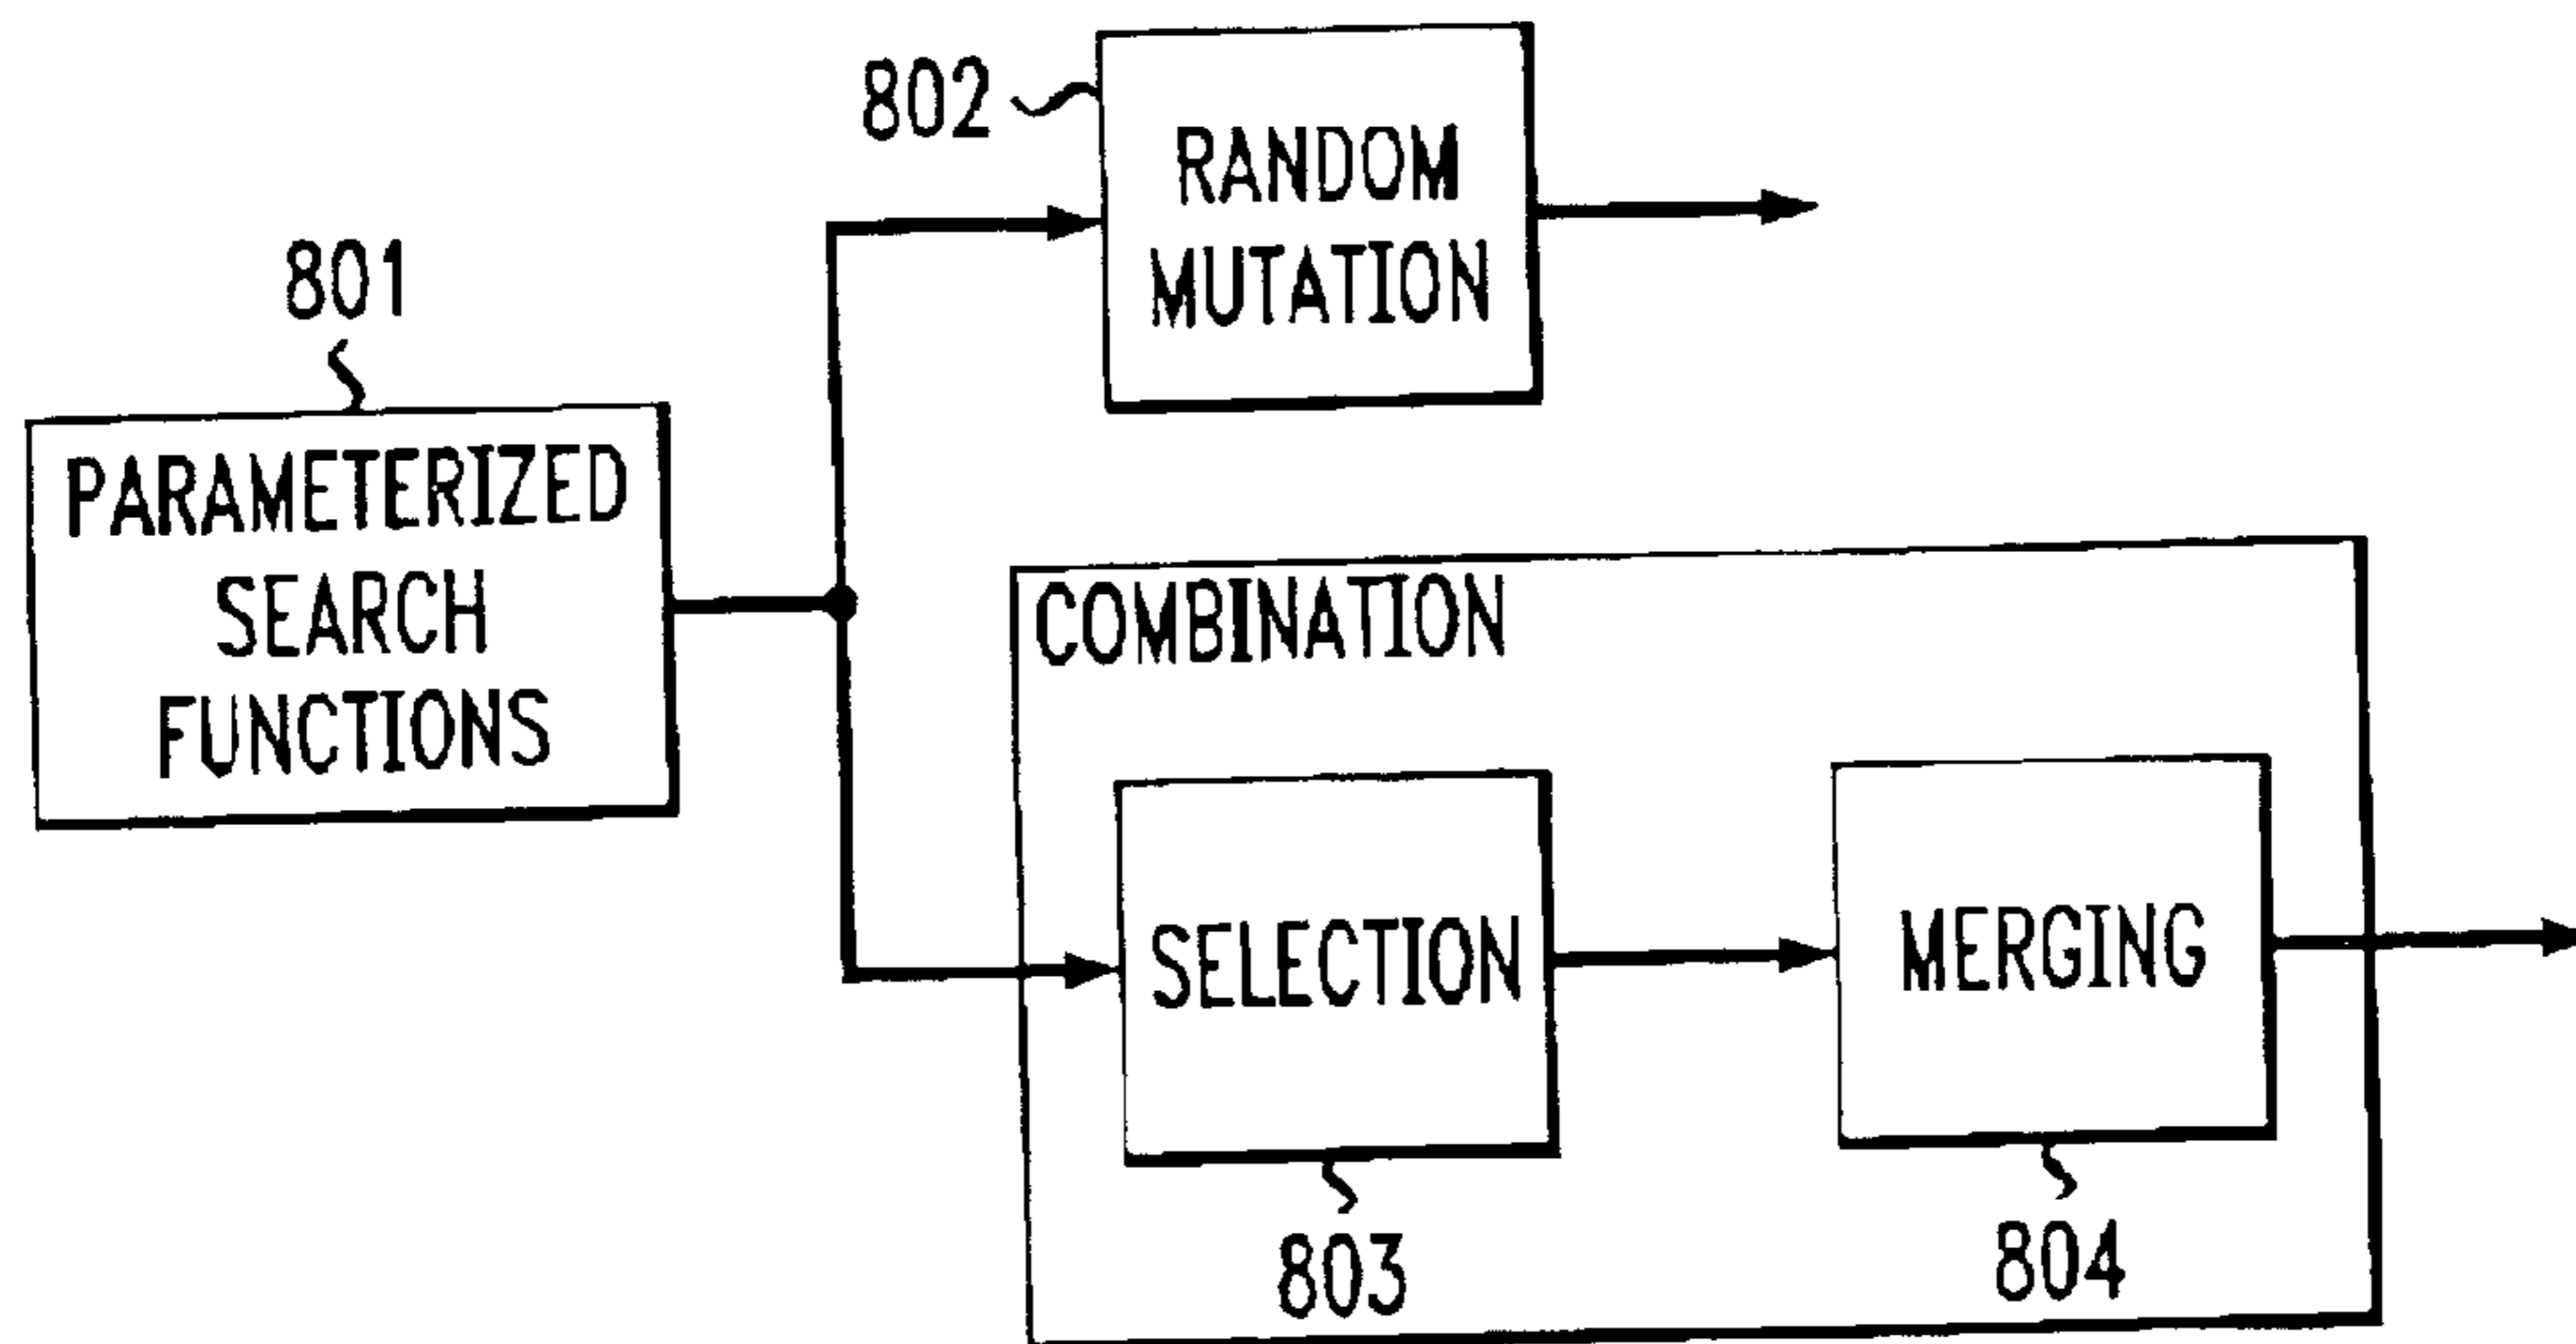 802
RANDOM
MUTATION
801
PARAMETERIZED
SEARCH
FUNCTIONS
COMBINATION
SELECTION
MERGING
803
804